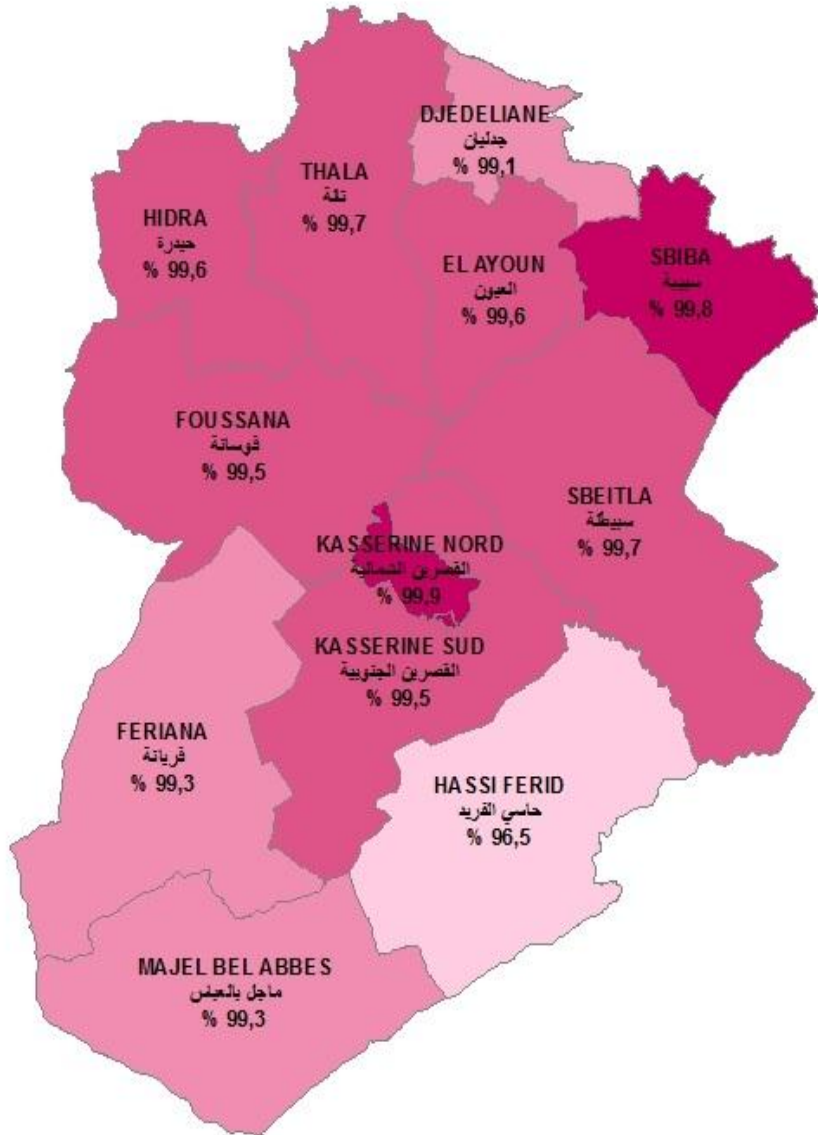 DJEDELIANE
جدليان
% 99,1
THALA
تالة
% 99,7
HIDRA
حيدرة
% 99,6
EL AYOUN
العيون
% 99,6
SBIBA
سبيبة
% 99,8
FOUSSANA
فوسانة
% 99,5
SBEITLA
سبيطلة
% 99,7
KASSERINE NORD
القصرين الشمالية
% 99,9
KASSERINE SUD
القصرين الجنوبية
% 99,5
FERIANA
فريانة
% 99,3
HASSI FERID
حاسي الفريد
% 96,5
MAJEL BEL ABBES
ماجل بالعباس
% 99,3